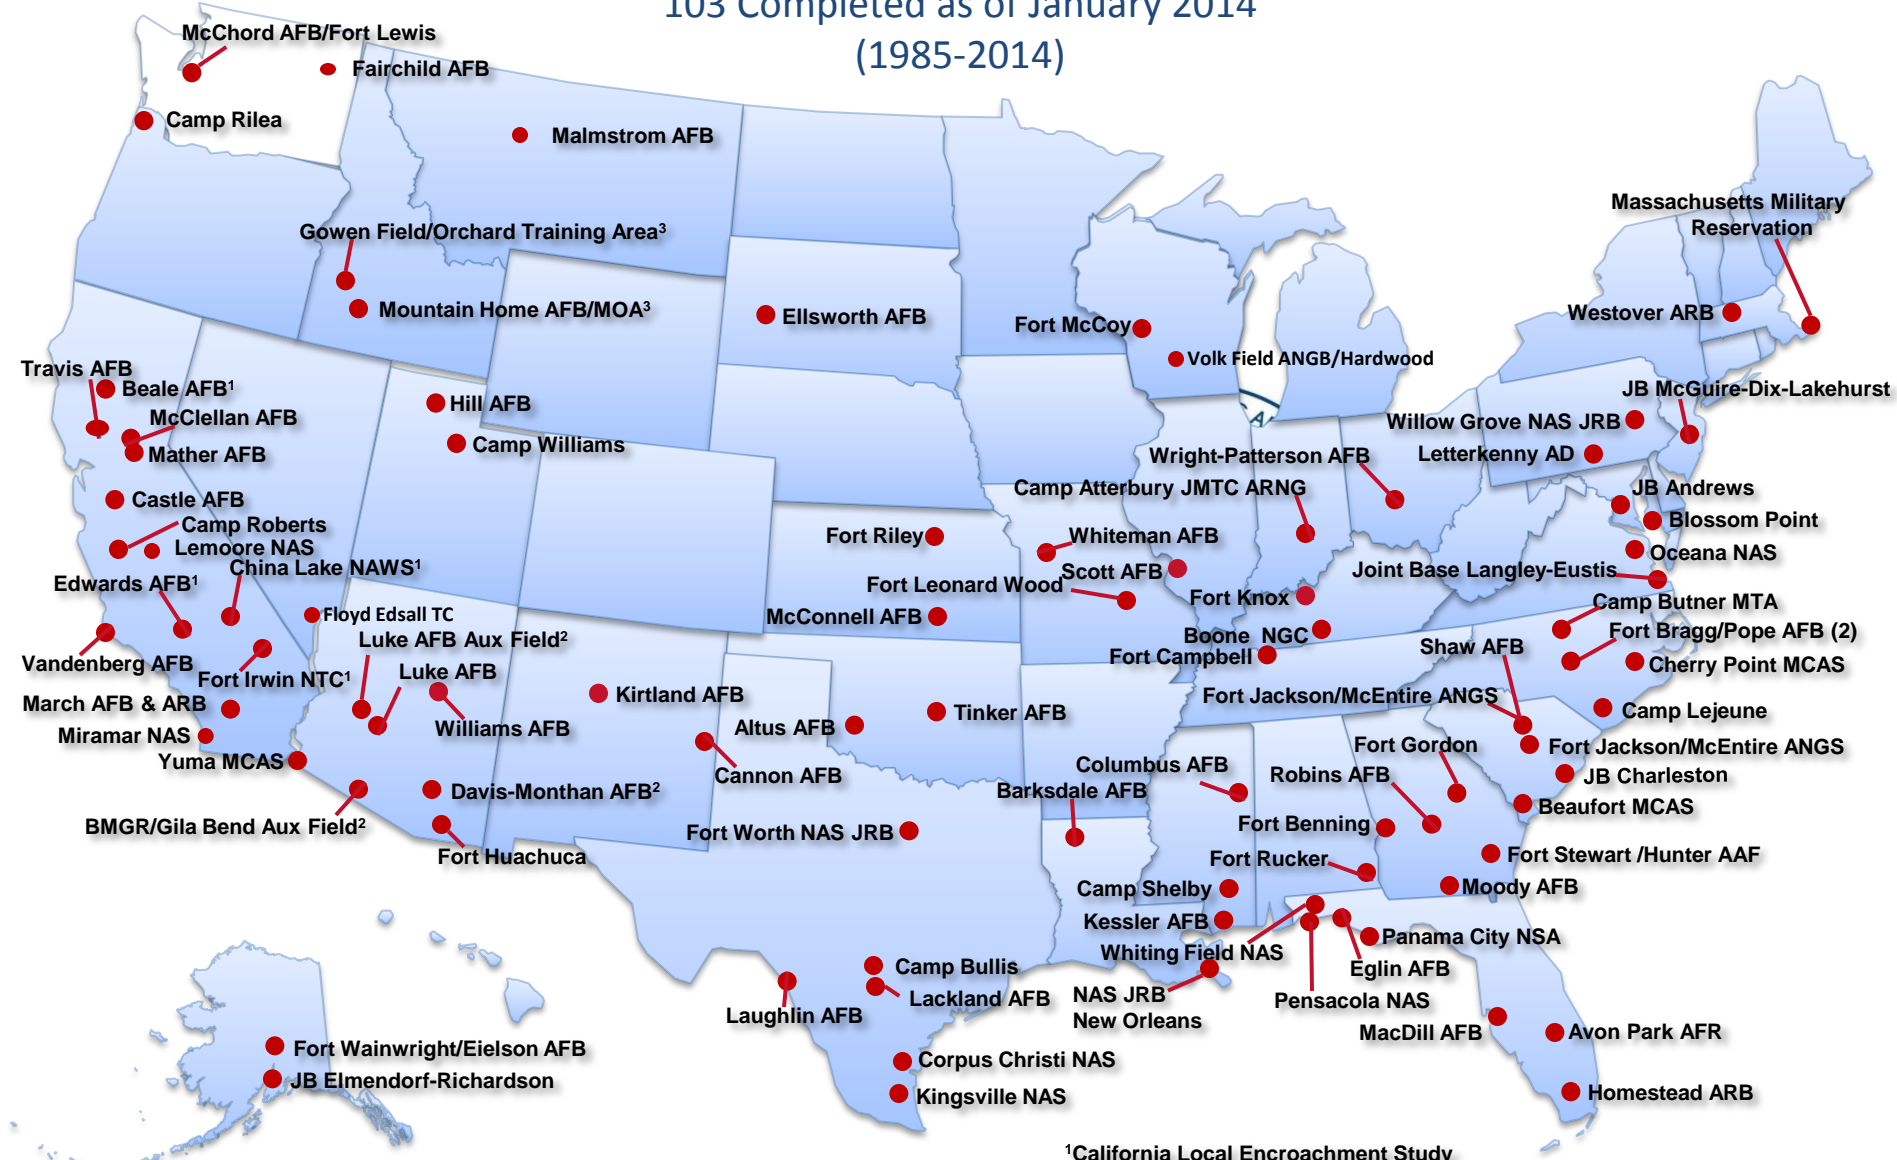 103 Completed as of January 2014
(1985-2014)
McChord AFB/Fort Lewis
Fairchild AFB
Camp Rilea
Malmstrom AFB
Gowen Field/Orchard Training Area³
Mountain Home AFB/MOA³
Ellsworth AFB
Fort McCoy
Volk Field ANGB/Hardwood
Massachusetts Military
Reservation
Westover ARB
Travis AFB
Beale AFB¹
McClellan AFB
Mather AFB
Castle AFB
Camp Roberts
Lemoore NAS
China Lake NAWS¹
Edwards AFB¹
Floyd Edsall TC
Vandenberg AFB
Fort Irwin NTC¹
March AFB & ARB
Miramar NAS
Yuma MCAS
Hill AFB
Camp Williams
Luke AFB Aux Field²
Luke AFB
Williams AFB
Davis-Monthan AFB²
BMGR/Gila Bend Aux Field²
Fort Huachuca
Kirtland AFB
Cannon AFB
Altus AFB
Tinker AFB
Fort Riley
McConnell AFB
Whiteman AFB
Fort Leonard Wood
Scott AFB
Wright-Patterson AFB
Camp Atterbury JMTC ARNG
Fort Knox
Boone NGC
Fort Campbell
JB McGuire-Dix-Lakehurst
Willow Grove NAS JRB
Letterkenny AD
JB Andrews
Blossom Point
Oceana NAS
Joint Base Langley-Eustis
Camp Butner MTA
Fort Bragg/Pope AFB (2)
Cherry Point MCAS
Camp Lejeune
Shaw AFB
Fort Jackson/McEntire ANGS
Fort Jackson/McEntire ANGS
JB Charleston
Beaufort MCAS
Fort Gordon
Robins AFB
Fort Benning
Fort Rucker
Fort Stewart /Hunter AAF
Moody AFB
Columbus AFB
Barksdale AFB
Camp Shelby
Kessler AFB
Whiting Field NAS
NAS JRB
New Orleans
Pensacola NAS
Eglin AFB
Panama City NSA
MacDill AFB
Avon Park AFR
Homestead ARB
Fort Worth NAS JRB
Camp Bullis
Lackland AFB
Laughlin AFB
Corpus Christi NAS
Kingsville NAS
Fort Wainwright/Eielson AFB
JB Elmendorf-Richardson
¹California Local Encroachment Study